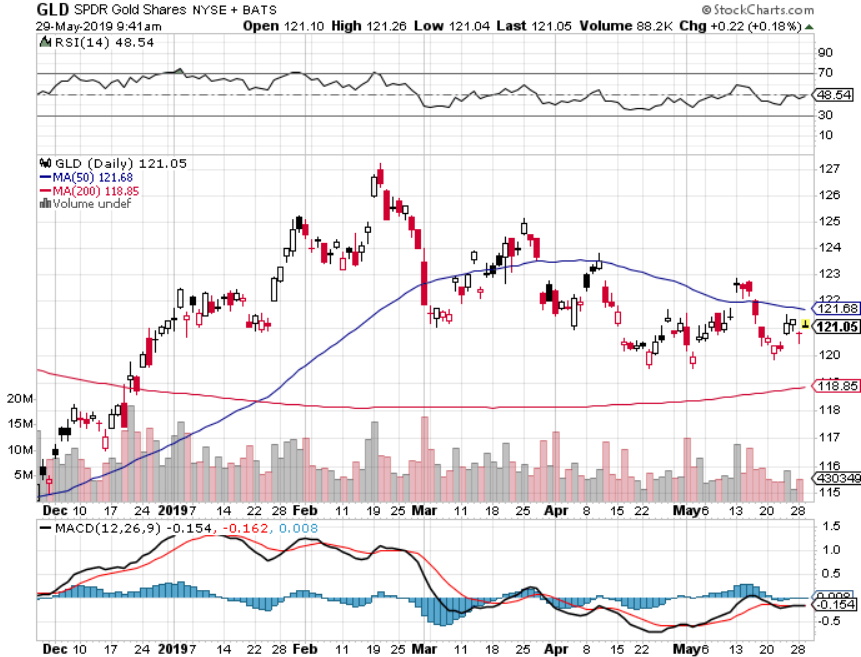 GLD SPDR Gold Shares NYSE + BATS © StockCharts.com
29-May-2019 9:41am Open 121.10 High 121.26 Low 121.04 Last 121.05 Volume 88.2K Chg +0.22 (+0.18%)
RSI(14) 48.54
90
70
48.54
30
10
GLD (Daily) 121.05
MA(50) 121.68
MA(200) 118.85
Volume undef
127
126
125
124
123
122
121.68
121.05
120
118.85
118
117
116
430349
115
20M
15M
10M
5M
Dec 10 17 24 2019 7 14 22 Feb 11 19 25 Mar 11 18 25 Apr 8 15 22 May 6 13 20 28
MACD(12,26,9) -0.154, -0.162, 0.008
1.5
1.0
0.5
0.008
-0.154
-0.5
Dec 10 17 24 2019 7 14 22 Feb 11 19 25 Mar 11 18 25 Apr 8 15 22 May 6 13 20 28